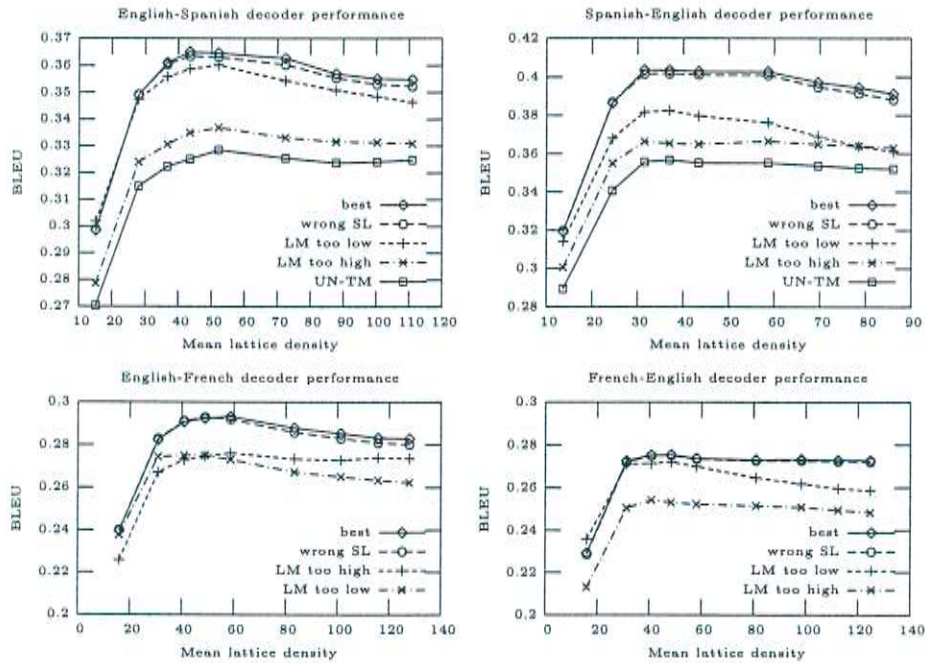 English-Spanish decoder performance
0.37
0.36
0.35
0.34
0.33
0.32
0.31
0.3
0.29
0.28
0.27
BLEU
best
wrong SL
LM too low
LM too high
UN-TM
10 20 30 40 50 60 70 80 90 100 110 120
Mean lattice density
Spanish-English decoder performance
0.42
0.4
0.38
0.36
0.34
0.32
0.3
0.28
BLEU
best
wrong SL
LM too low
LM too high
UN-TM
10 20 30 40 50 60 70 80 90
Mean lattice density
English-French decoder performance
0.3
0.28
0.26
0.24
0.22
0.2
BLEU
best
wrong SL
LM too high
LM too low
0 20 40 60 80 100 120 140
Mean lattice density
French-English decoder performance
0.3
0.28
0.26
0.24
0.22
0.2
BLEU
best
wrong SL
LM too low
LM too high
0 20 40 60 80 100 120 140
Mean lattice density